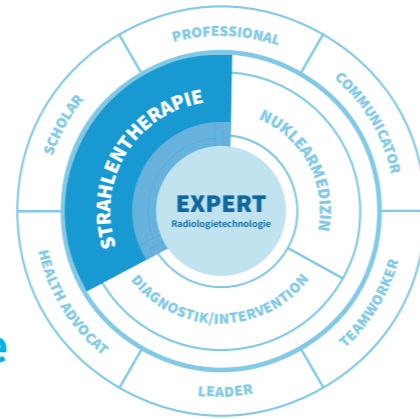 PROFESSIONAL
COMMUNICATOR
TEAMWORKER
LEADER
HEALTH ADVOCAT
SCHOLAR
STRAHLENTHERAPIE
NUKLEARMEDIZIN
DIAGNOSTIK/INTERVENTION
EXPERT
Radiologietechnologie
e